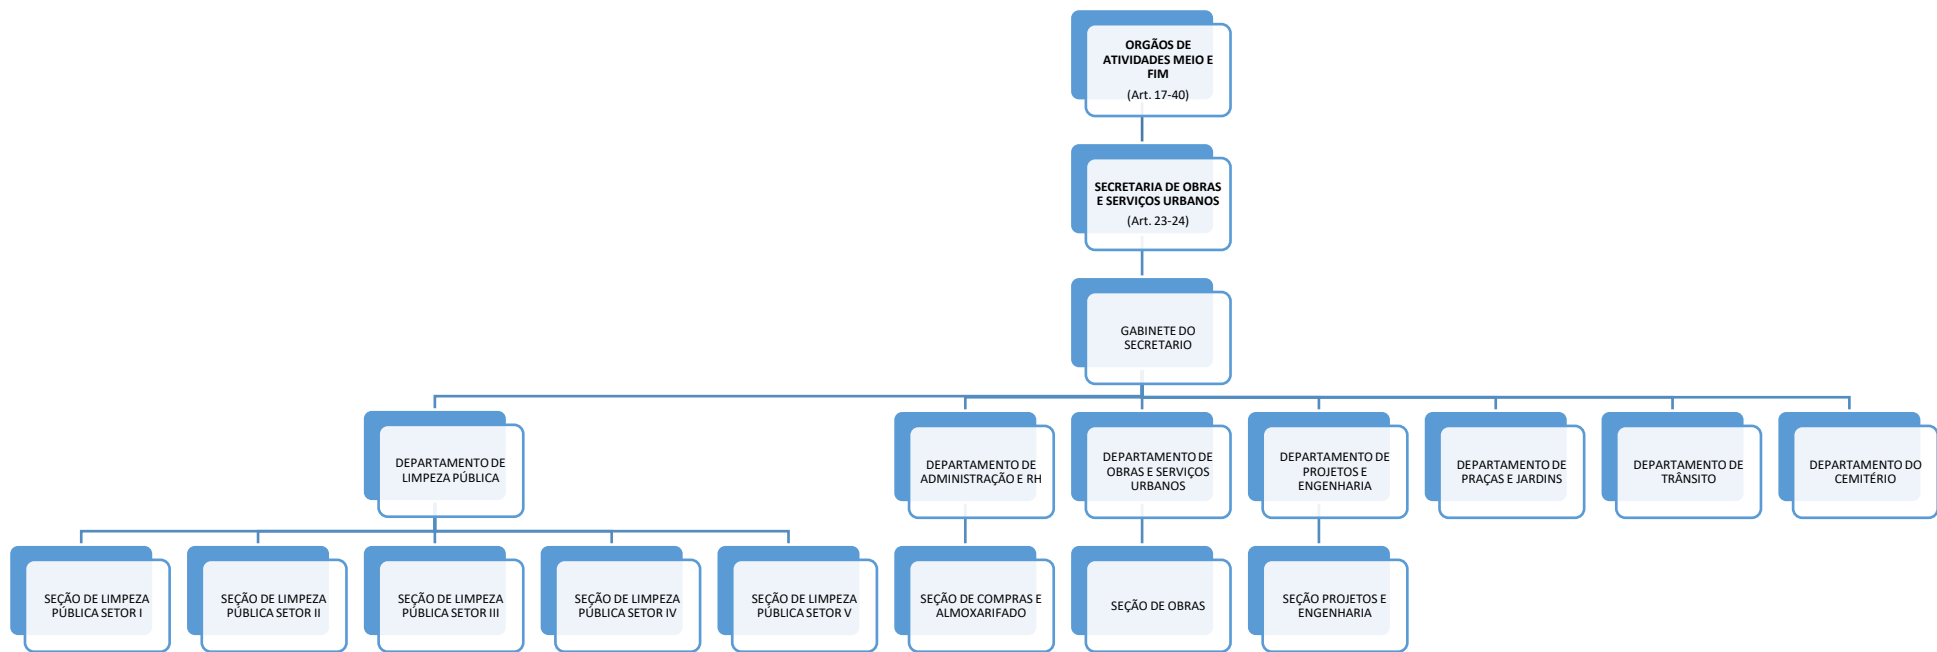 ORGÃOS DE
ATIVIDADES MEIO E
FIM
(Art. 17-40)
SECRETARIA DE OBRAS
E SERVIÇOS URBANOS
(Art. 23-24)
GABINETE DO
SECRETARIO
DEPARTAMENTO DE
LIMPEZA PÚBLICA
DEPARTAMENTO DE
ADMINISTRAÇÃO E RH
DEPARTAMENTO DE
OBRAS E SERVIÇOS
URBANOS
DEPARTAMENTO DE
PROJETOS E
ENGENHARIA
DEPARTAMENTO DE
PRAÇAS E JARDINS
DEPARTAMENTO DE
TRÂNSITO
DEPARTAMENTO DO
CEMITÉRIO
SEÇÃO DE LIMPEZA
PÚBLICA SETOR I
SEÇÃO DE LIMPEZA
PÚBLICA SETOR II
SEÇÃO DE LIMPEZA
PÚBLICA SETOR III
SEÇÃO DE LIMPEZA
PÚBLICA SETOR IV
SEÇÃO DE LIMPEZA
PÚBLICA SETOR V
SEÇÃO DE COMPRAS E
ALMOXARIFADO
SEÇÃO DE OBRAS
SEÇÃO PROJETOS E
ENGENHARIA